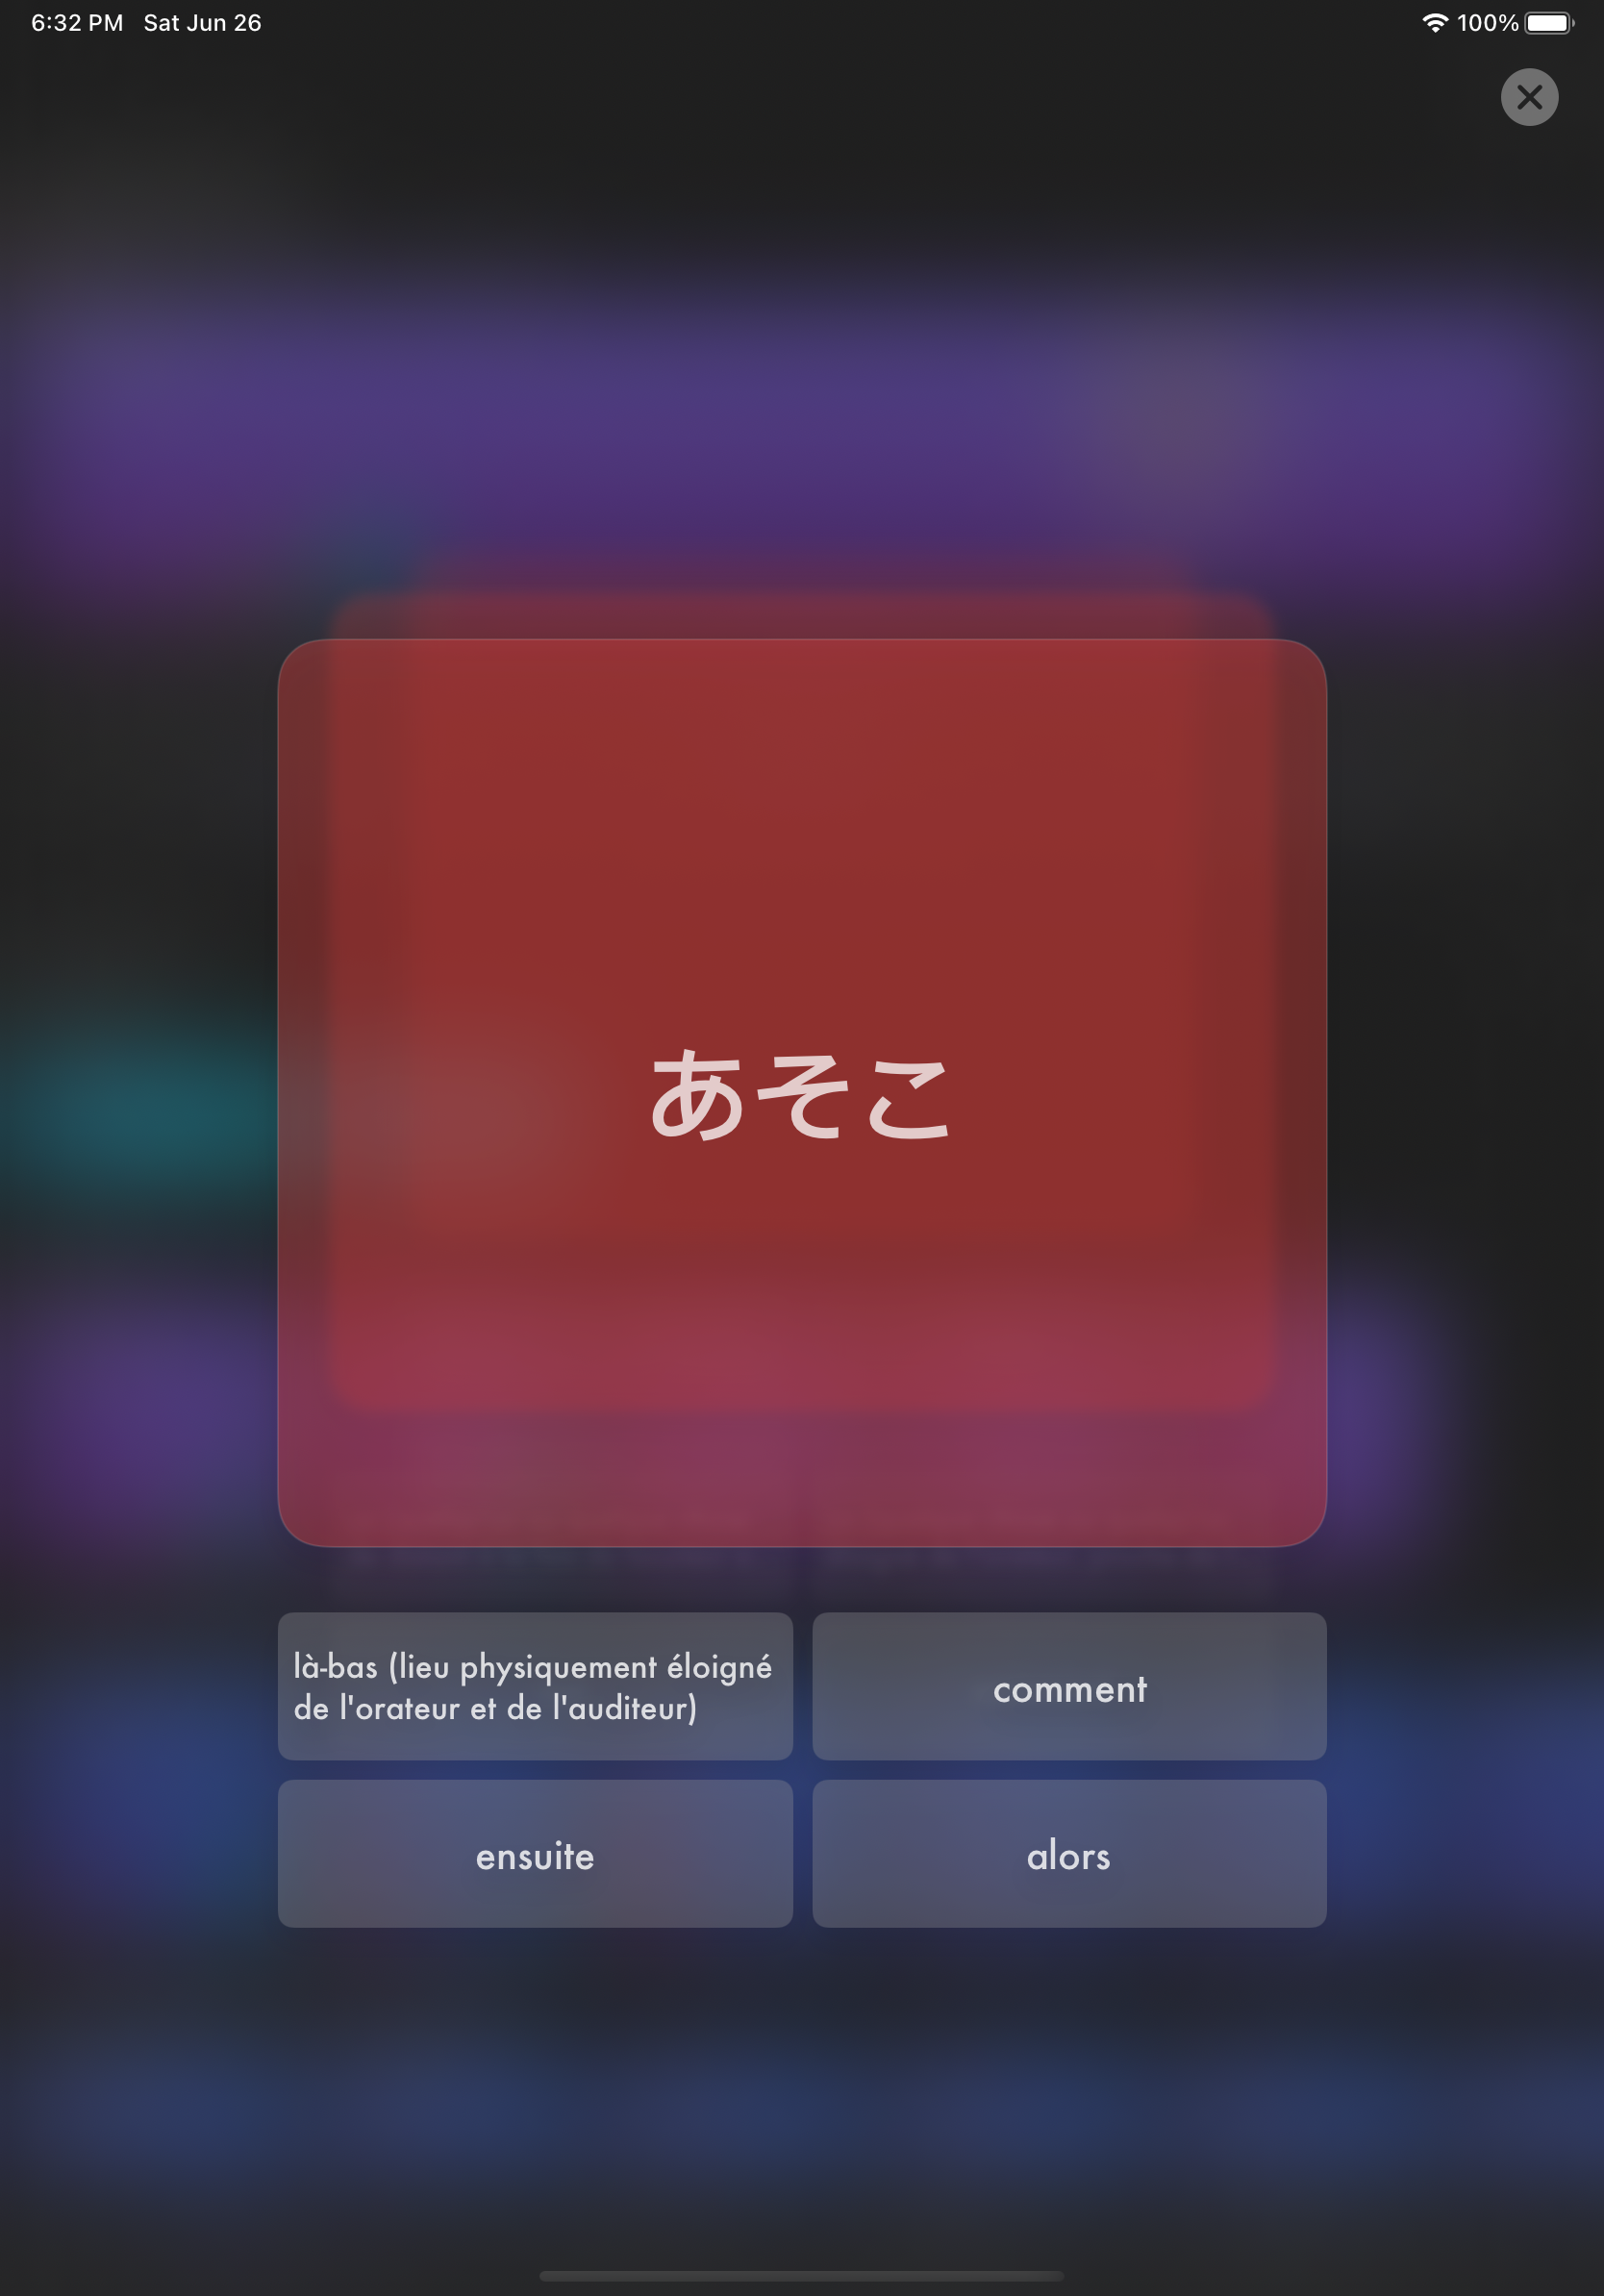 6:32 PM Sat Jun 26
100%
あそこ
là-bas (lieu physiquement éloigné
de l'orateur et de l'auditeur)
comment
ensuite
alors